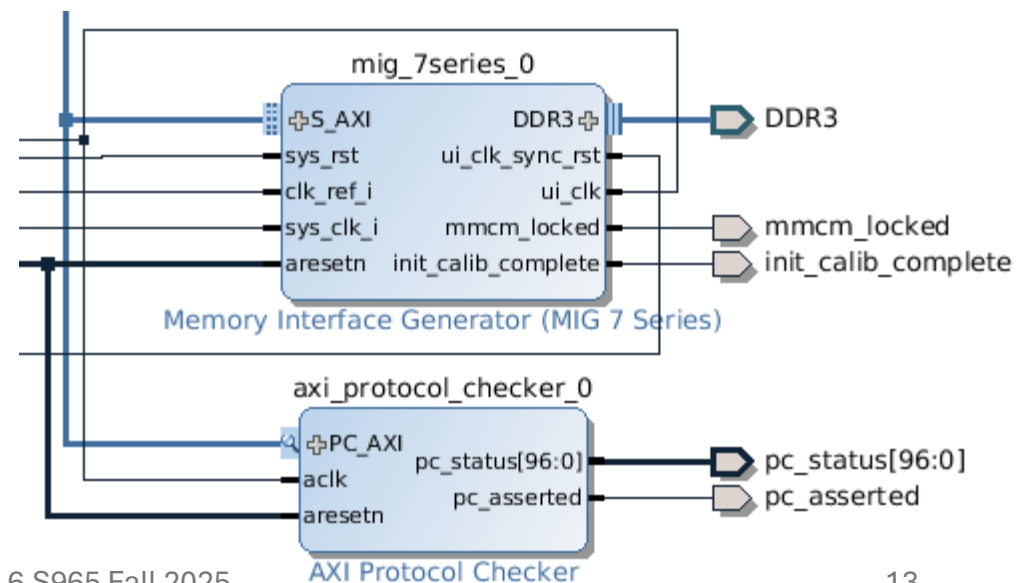 mig_7series_0
S_AXI
DDR3
DDR3
sys_rst
ui_clk_sync_rst
clk_ref_i
ui_clk
sys_clk_i
mmcm_locked
mmcm_locked
aresetn
init_calib_complete
init_calib_complete
Memory Interface Generator (MIG 7 Series)
axi_protocol_checker_0
PC_AXI
pc_status[96:0]
pc_status[96:0]
aclk
pc_asserted
pc_asserted
aresetn
AXI Protocol Checker
6.S965 Fall 2025
13